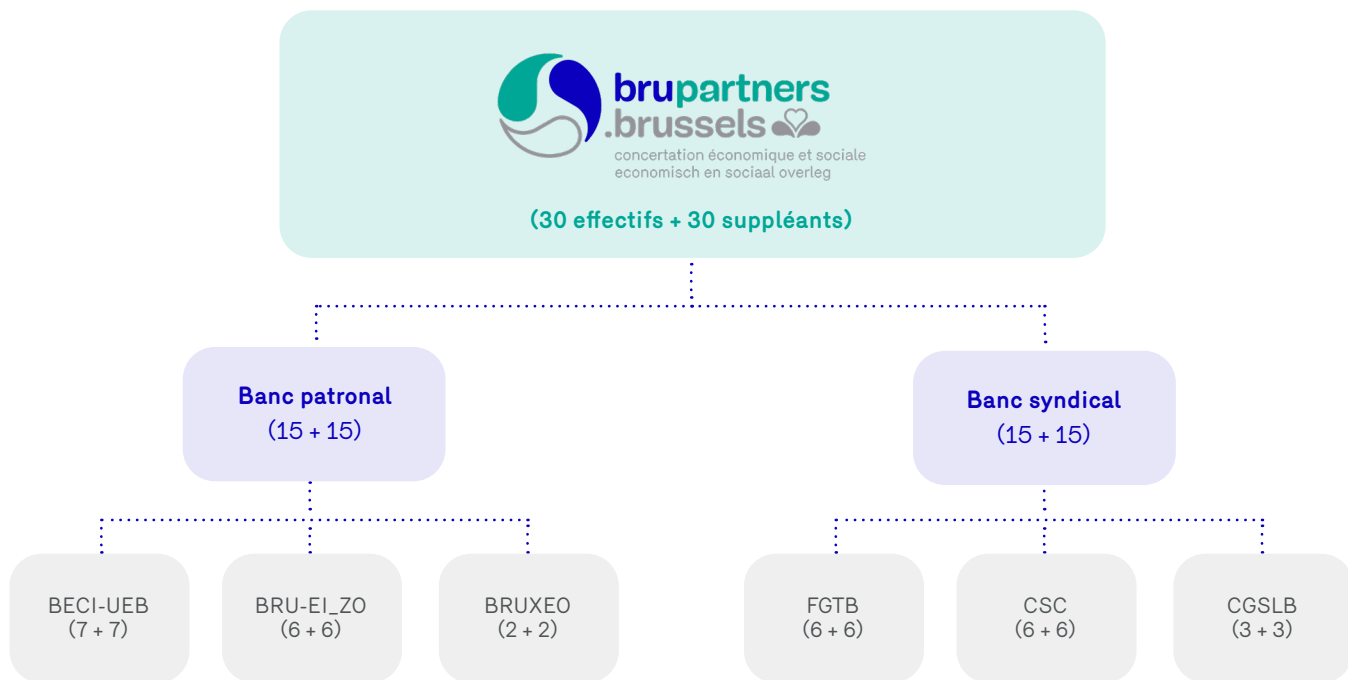 brupartners
.brussels
concertation économique et sociale
economisch en sociaal overleg
(30 effectifs + 30 suppléants)
Banc patronal
(15 + 15)
Banc syndical
(15 + 15)
BECI-UEB
(7 + 7)
BRU-EI_ZO
(6 + 6)
BRUXEO
(2 + 2)
FGTB
(6 + 6)
CSC
(6 + 6)
CGSLB
(3 + 3)